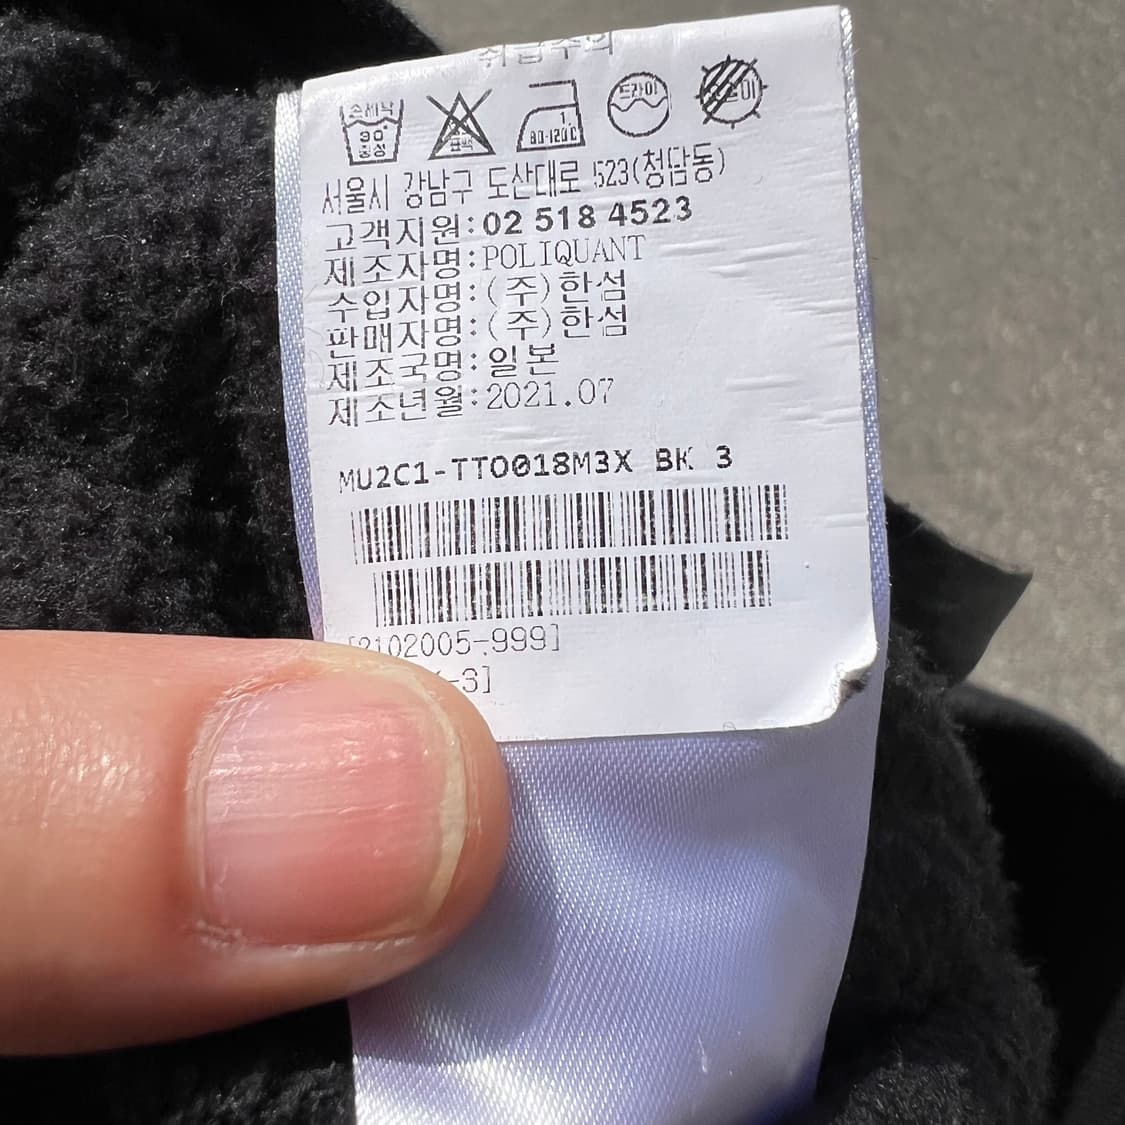 취급주의
손세탁 30° 중성 표백 80-120°C 드라이
서울시 강남구 도산대로 523(청담동)
고객지원:02 518 4523
제조자명:POLIQUANT
수입자명:(주)한섬
판매자명:(주)한섬
제조국명:일본
제조년월:2021.07
MU2C1-TTO018M3X BK 3
[2102005-999]
-3]